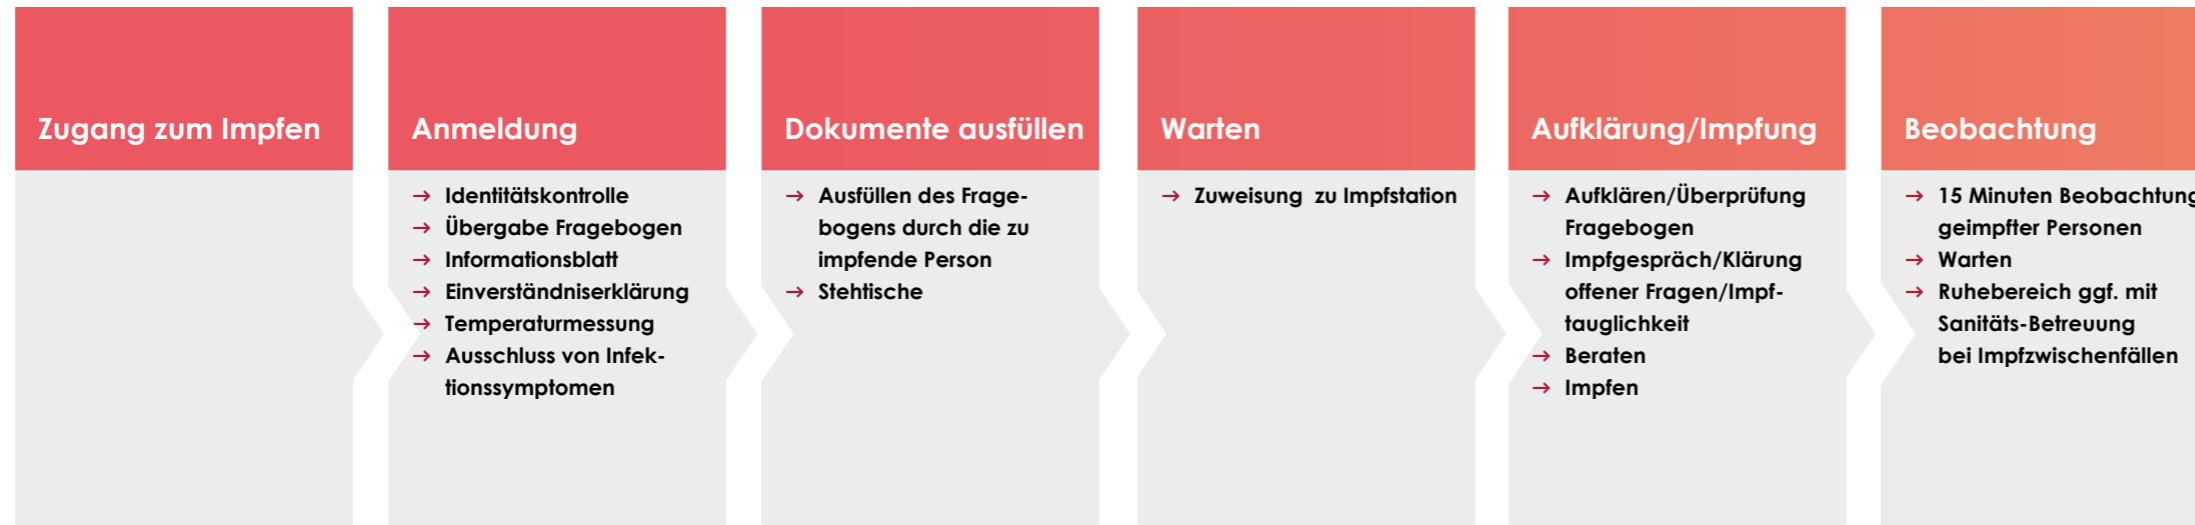 Zugang zum Impfen
Anmeldung
→ Identitätskontrolle
→ Übergabe Fragebogen
→ Informationsblatt
→ Einverständniserklärung
→ Temperaturmessung
→ Ausschluss von Infek-
tionssymptomen
Dokumente ausfüllen
→ Ausfüllen des Frage-
bogens durch die zu
impfende Person
→ Stehtische
Warten
→ Zuweisung zu Impfstation
Aufklärung/Impfung
→ Aufklären/Überprüfung
Fragebogen
→ Impfgespräch/Klärung
offener Fragen/Impf-
tauglichkeit
→ Beraten
→ Impfen
Beobachtung
→ 15 Minuten Beobachtung
geimpfter Personen
→ Warten
→ Ruhebereich ggf. mit
Sanitäts-Betreuung
bei Impfzwischenfällen